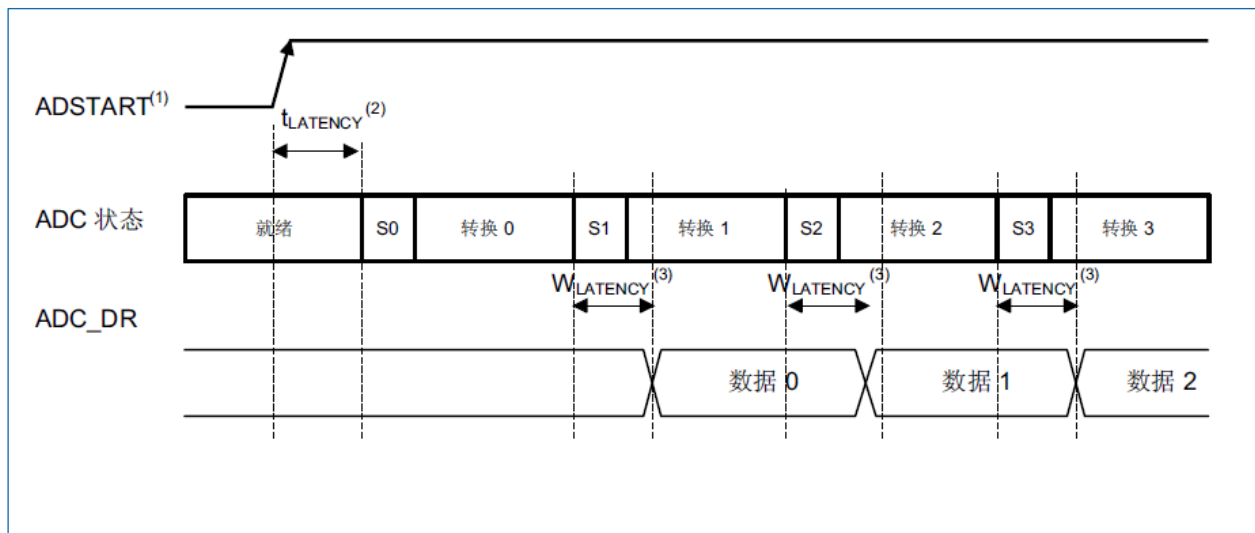 ADSTART(1)
tLATENCY(2)
ADC 状态
就绪 S0 转换 0 S1 转换 1 S2 转换 2 S3 转换 3
WLATENCY(3) WLATENCY(3) WLATENCY(3)
ADC_DR
数据 0 数据 1 数据 2